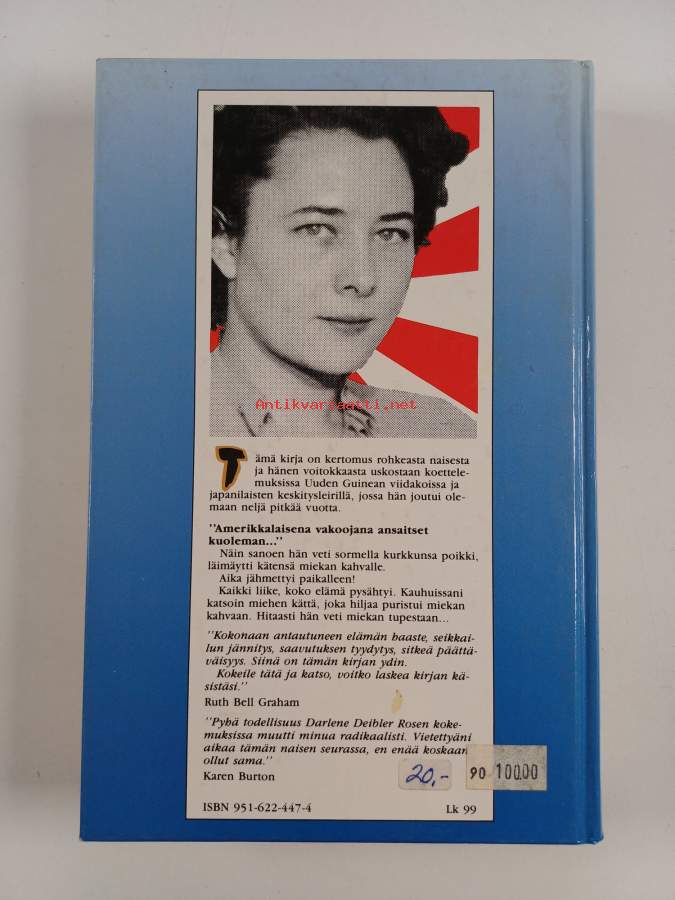 Antikvariaatti.net
Tämä kirja on kertomus rohkeasta naisesta
ja hänen voitokkaasta uskostaan koettele-
muksissa Uuden Guinean viidakoissa ja
japanilaisten keskitysleirillä, jossa hän joutui ole-
maan neljä pitkää vuotta.
"Amerikkalaisena vakoojana ansaitset
kuoleman..."
Näin sanoen hän veti sormella kurkkunsa poikki,
läimäytti kätensä miekan kahvalle.
Aika jähmettyi paikalleen!
Kaikki liike, koko elämä pysähtyi. Kauhuissani
katsoin miehen kättä, joka hiljaa puristui miekan
kahvaan. Hitaasti hän veti miekan tupestaan...
"Kokonaan antautuneen elämän haaste, seikkai-
lun jännitys, saavutuksen tyydytys, sitkeä päättä-
väisyys. Siinä on tämän kirjan ydin.
Kokeile tätä ja katso, voitko laskea kirjan kä-
sistäsi."
Ruth Bell Graham
"Pyhä todellisuus Darlene Deibler Rosen koke-
muksissa muutti minua radikaalisti. Vietettyäni
aikaa tämän naisen seurassa, en enää koskaan
ollut sama."
Karen Burton
20,-
90 100.00
ISBN 951-622-447-4
Lk 99